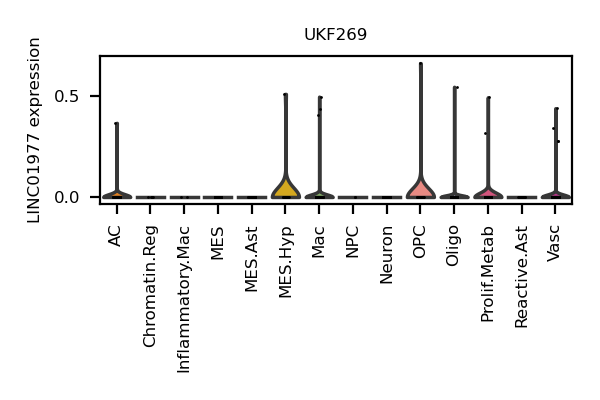 UKF269
LINC01977 expression
0.5
0.0
AC
Chromatin.Reg
Inflammatory.Mac
MES
MES.Ast
MES.Hyp
Mac
NPC
Neuron
OPC
Oligo
Prolif.Metab
Reactive.Ast
Vasc